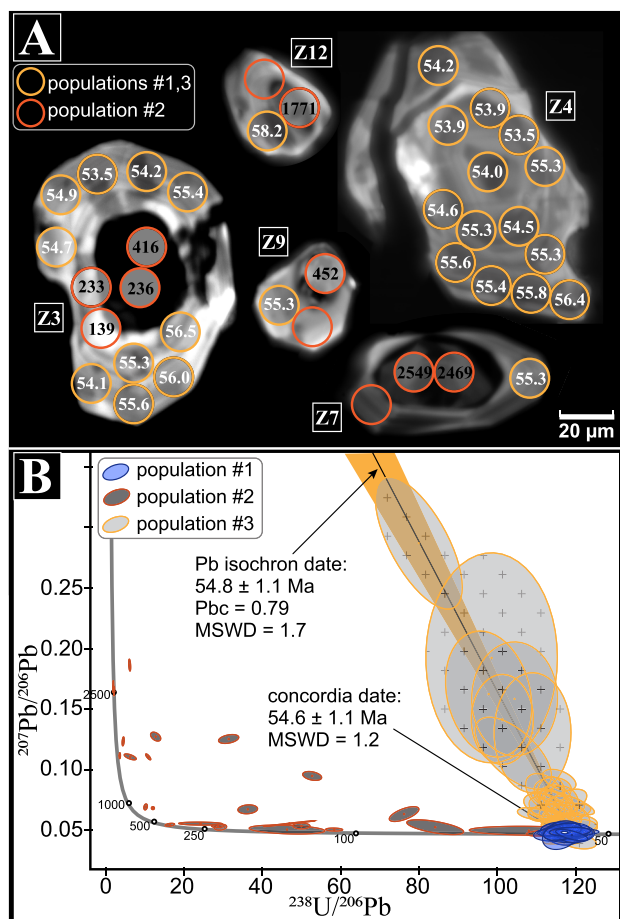 A
populations #1,3
population #2
Z12
1771
58.2
Z4
54.2
53.9
53.9
53.5
54.0
55.3
54.6
55.3
54.5
55.3
55.6
55.4
55.8
56.4
Z3
53.5
54.2
54.9
55.4
54.7
416
233
236
139
56.5
55.3
54.1
56.0
55.6
Z9
452
55.3
Z7
2549
2469
55.3
20 µm
B
population #1
population #2
population #3
Pb isochron date:
54.8 ± 1.1 Ma
Pbc = 0.79
MSWD = 1.7
concordia date:
54.6 ± 1.1 Ma
MSWD = 1.2
207Pb/206Pb
0.25
0.20
0.15
0.10
0.05
2500
1000
500
250
100
50
0
20
40
60
80
100
120
238U/206Pb